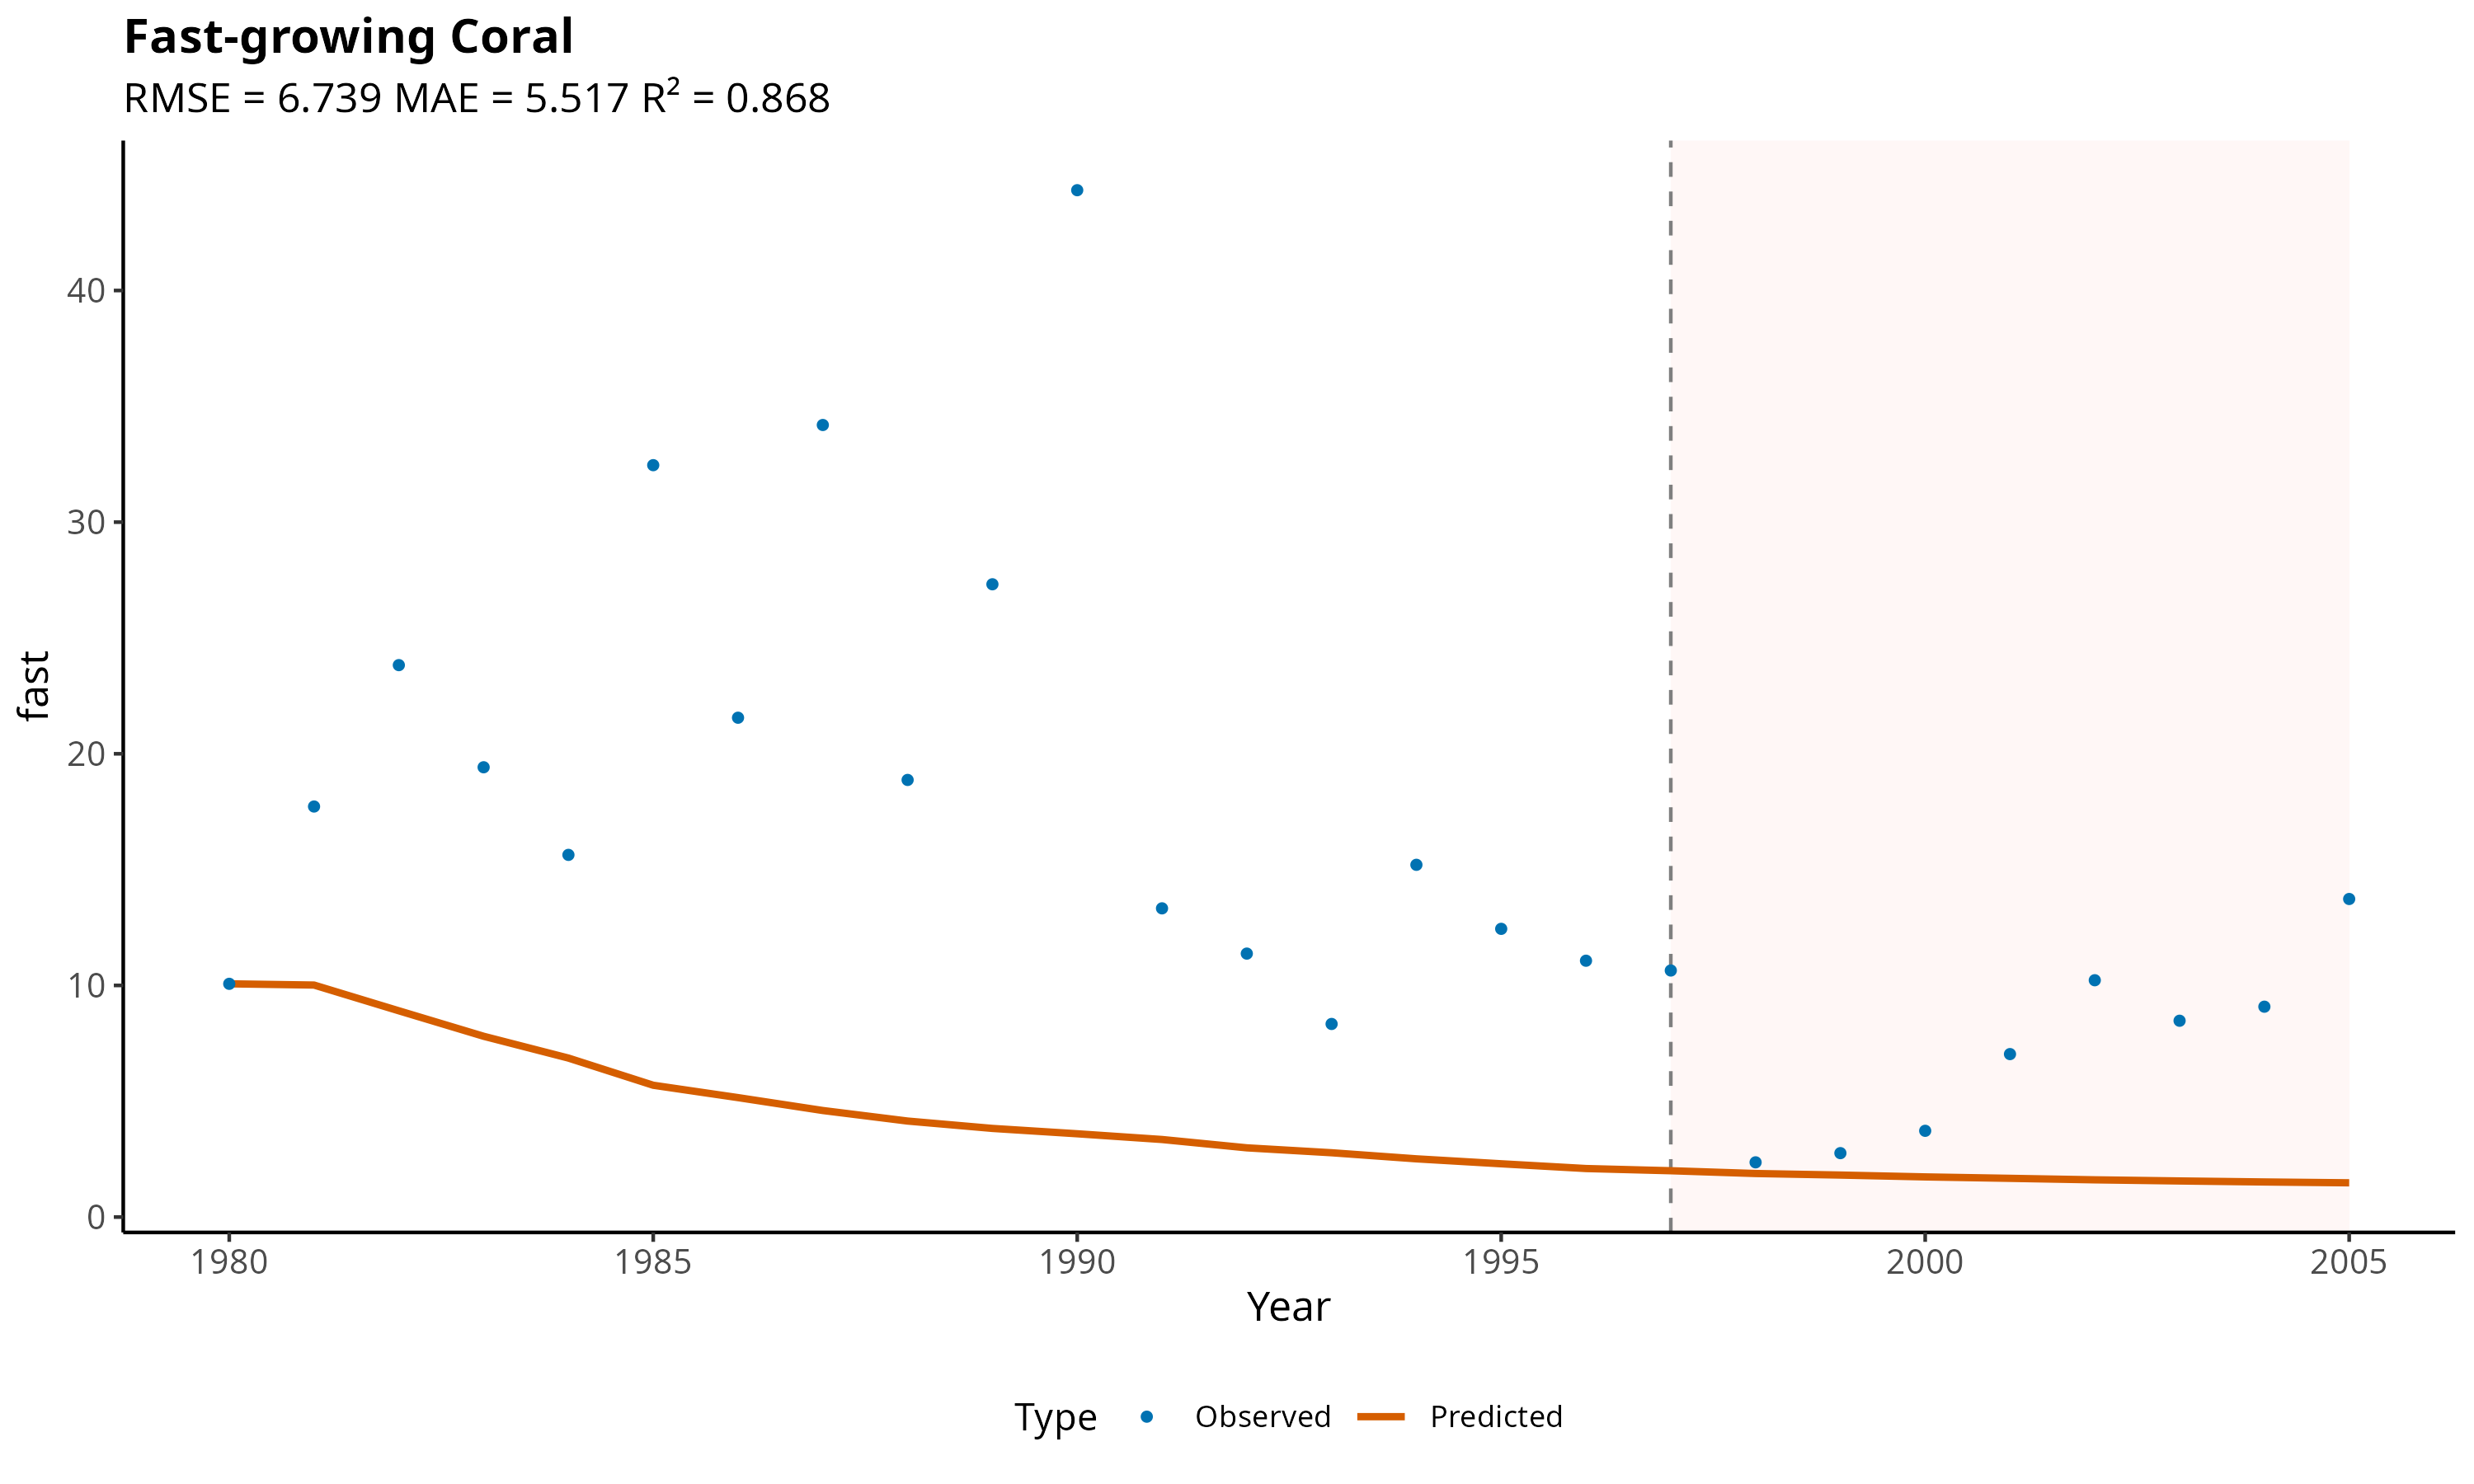 Fast-growing Coral
RMSE = 6.739 MAE = 5.517 R² = 0.868
fast
40
30
20
10
0
1980 1985 1990 1995 2000 2005
Year
Type Observed Predicted